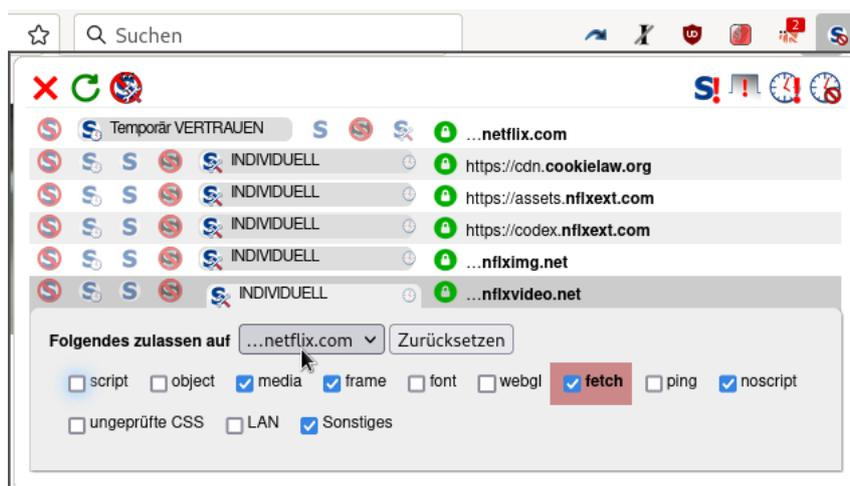 Suchen
2
Temporär VERTRAUEN …netflix.com
INDIVIDUELL https://cdn.cookielaw.org
INDIVIDUELL https://assets.nflxext.com
INDIVIDUELL https://codex.nflxext.com
INDIVIDUELL …nflximg.net
INDIVIDUELL …nflxvideo.net
Folgendes zulassen auf …netflix.com Zurücksetzen
script object media frame font webgl fetch ping noscript
ungeprüfte CSS LAN Sonstiges